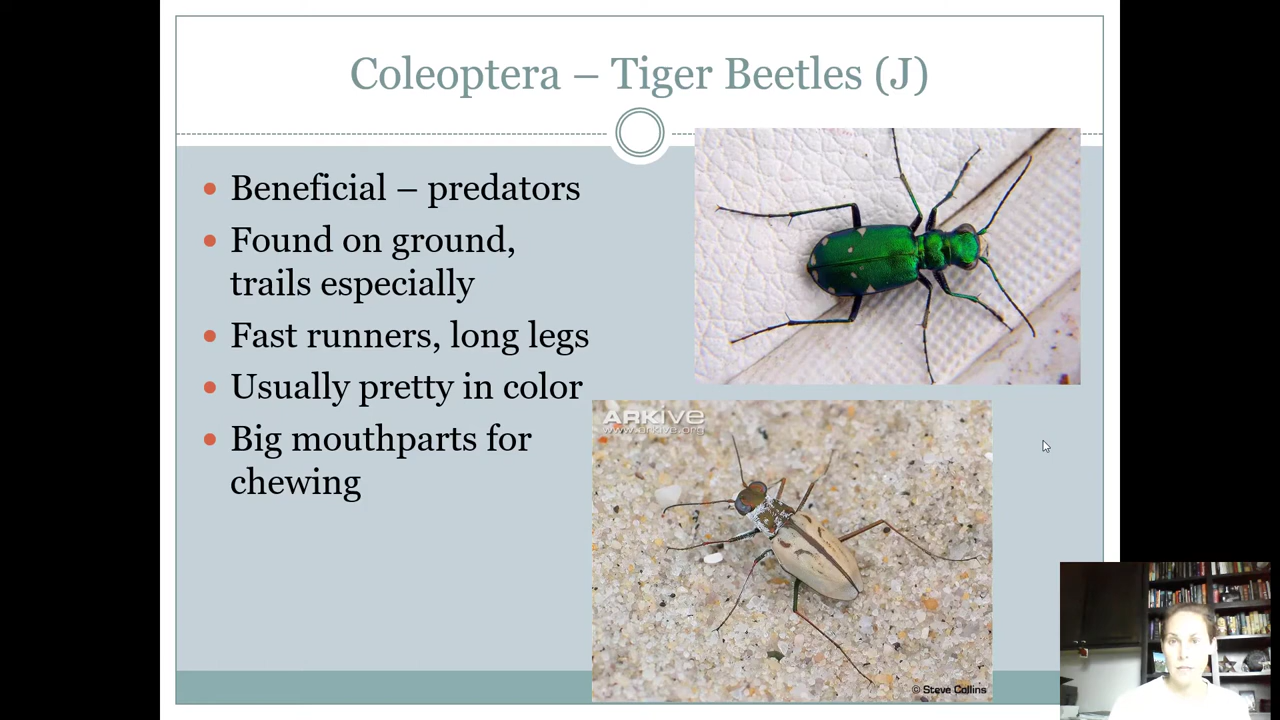 Coleoptera – Tiger Beetles (J)
• Beneficial – predators
• Found on ground,
trails especially
• Fast runners, long legs
• Usually pretty in color
• Big mouthparts for
chewing
ARKive
www.arkive.org
© Steve Collins